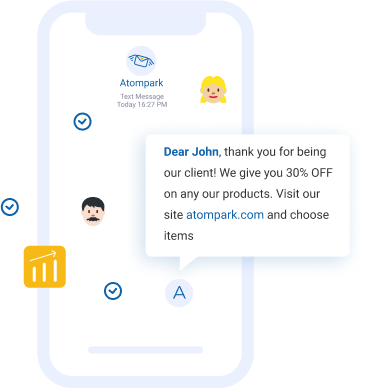 Atompark
Text Message
Today 16:27 PM
Dear John, thank you for being
our client! We give you 30% OFF
on any our products. Visit our
site atompark.com and choose
items
A